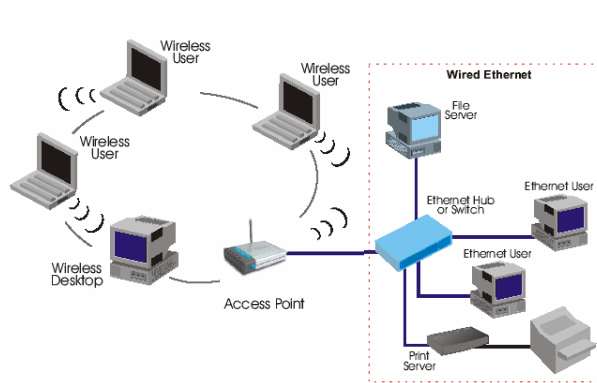 Wireless
User
Wireless
User
Wireless
User
Wireless
Desktop
Access Point
Wired Ethernet
File
Server
Ethernet Hub
or Switch
Ethernet User
Ethernet User
Print
Server